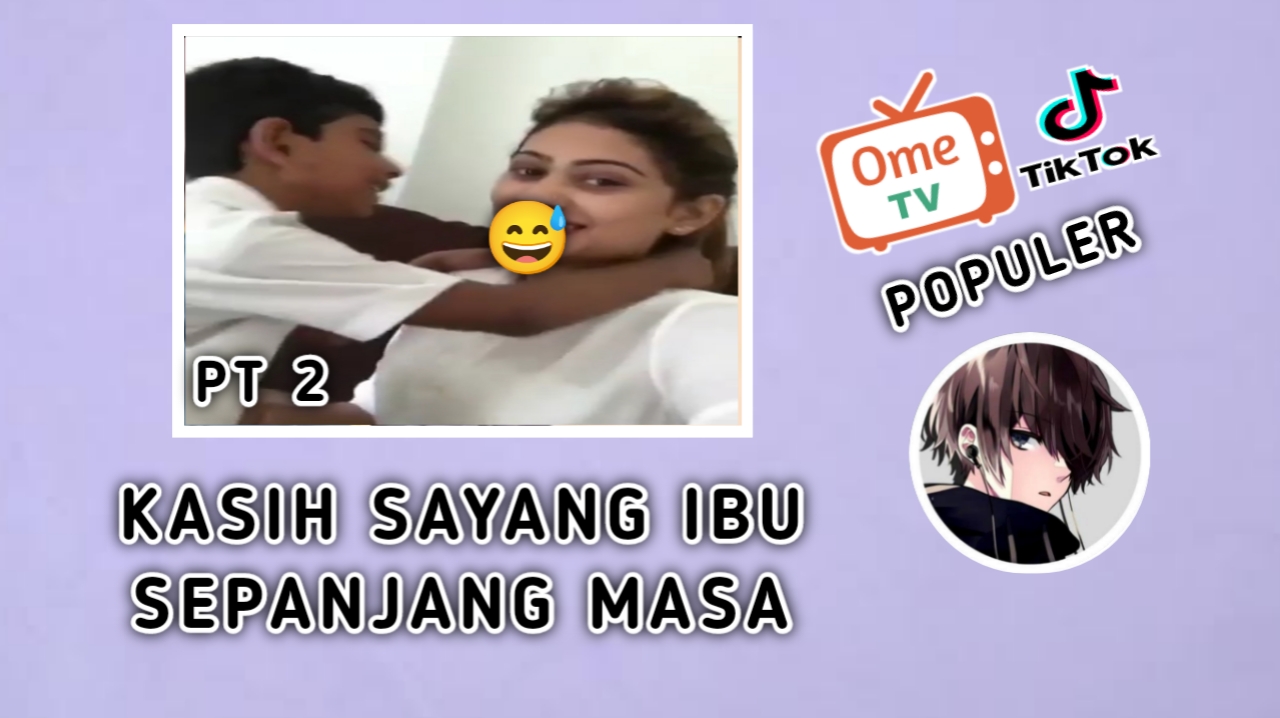 PT 2
KASIH SAYANG IBU
SEPANJANG MASA
Ome
TV
TikTok
POPULER